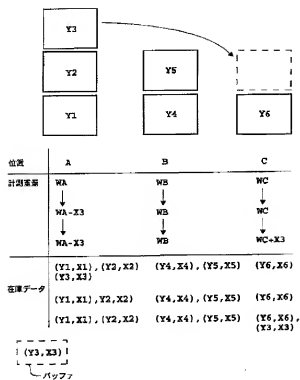 Y3
Y2 Y5
Y1 Y4 Y6
位置 A B C
計測重量 WA WB WC
↓ ↓ ↓
WA-X3 WB WC
↓ ↓ ↓
WA-X3 WB WC+X3
(Y1,X1),(Y2,X2) (Y4,X4),(Y5,X5) (Y6,X6)
(Y3,X3)
在庫データ
(Y1,X1),Y2,X2) (Y4,X4),(Y5,X5) (Y6,X6)
(Y1,X1),(Y2,X2) (Y4,X4),(Y5,X5) (Y6,X6),
(Y3,X3)
(Y3,X3)
バッファ